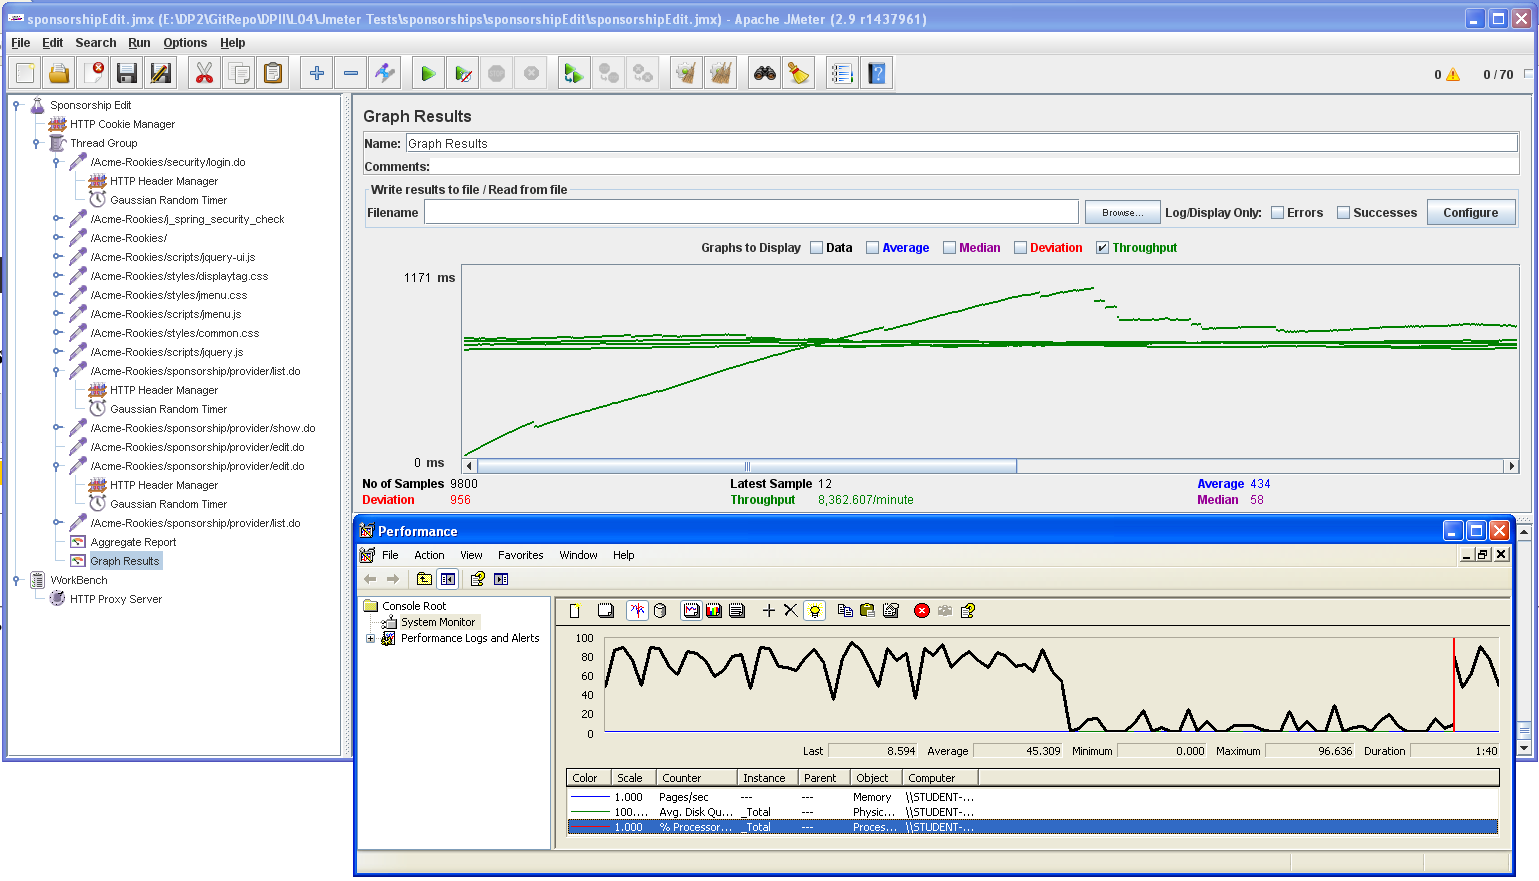 sponsorshipEdit.jmx (E:\DP2\GitRepo\DPII\L04\Jmeter Tests\sponsorships\sponsorshipEdit\sponsorshipEdit.jmx) - Apache JMeter (2.9 r1437961)
File Edit Search Run Options Help
0 0 / 70
Sponsorship Edit
HTTP Cookie Manager
Thread Group
/Acme-Rookies/security/login.do
HTTP Header Manager
Gaussian Random Timer
/Acme-Rookies/j_spring_security_check
/Acme-Rookies/
/Acme-Rookies/scripts/jquery-ui.js
/Acme-Rookies/styles/displaytag.css
/Acme-Rookies/styles/jmenu.css
/Acme-Rookies/scripts/jmenu.js
/Acme-Rookies/styles/common.css
/Acme-Rookies/scripts/jquery.js
/Acme-Rookies/sponsorship/provider/list.do
HTTP Header Manager
Gaussian Random Timer
/Acme-Rookies/sponsorship/provider/show.do
/Acme-Rookies/sponsorship/provider/edit.do
/Acme-Rookies/sponsorship/provider/edit.do
HTTP Header Manager
Gaussian Random Timer
/Acme-Rookies/sponsorship/provider/list.do
Aggregate Report
Graph Results
WorkBench
HTTP Proxy Server
Graph Results
Name: Graph Results
Comments:
Write results to file / Read from file
Filename Browse... Log/Display Only: Errors Successes Configure
Graphs to Display Data Average Median Deviation Throughput
1171 ms
0 ms
No of Samples 9800 Latest Sample 12 Average 434
Deviation 956 Throughput 8,362.607/minute Median 58
Performance
File Action View Favorites Window Help
Console Root
System Monitor
Performance Logs and Alerts
100
80
60
40
20
0
Last 8.594 Average 45.309 Minimum 0.000 Maximum 96.636 Duration 1:40
Color Scale Counter Instance Parent Object Computer
1.000 Pages/sec --- --- Memory \\STUDENT-...
100.... Avg. Disk Qu... _Total --- Physic... \\STUDENT-...
1.000 % Processor... _Total --- Proces... \\STUDENT-...